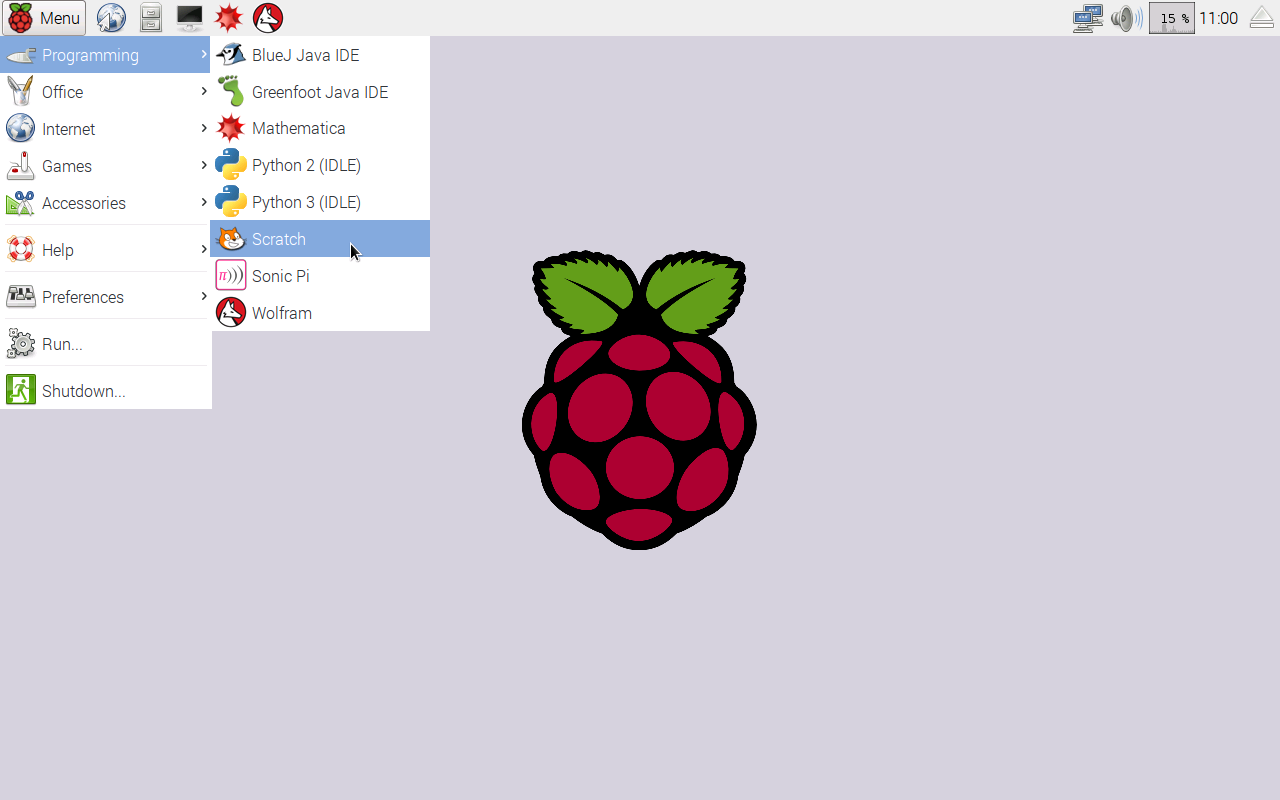 Menu
15 %
11:00
Programming
Office
Internet
Games
Accessories
Help
Preferences
Run...
Shutdown...
BlueJ Java IDE
Greenfoot Java IDE
Mathematica
Python 2 (IDLE)
Python 3 (IDLE)
Scratch
π)))
Sonic Pi
Wolfram